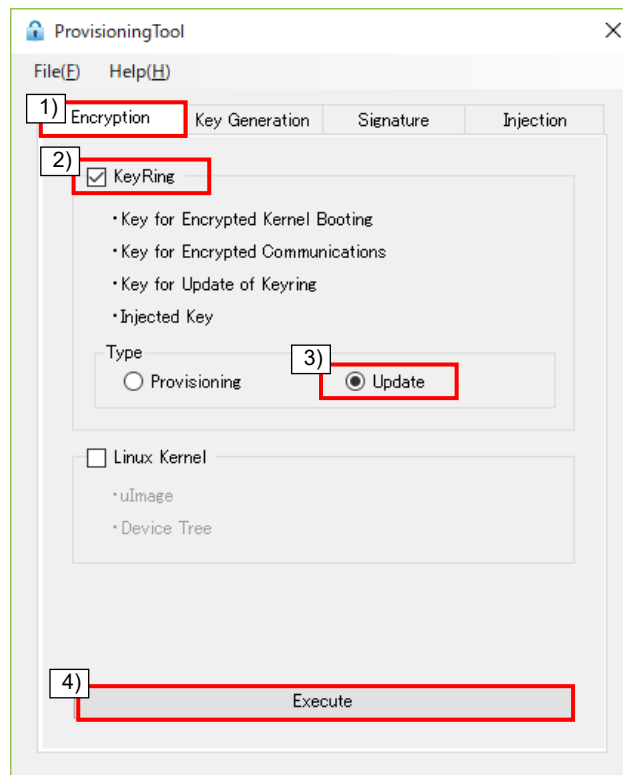 ProvisioningTool
File(F) Help(H)
1) Encryption Key Generation Signature Injection
2) KeyRing
・Key for Encrypted Kernel Booting
・Key for Encrypted Communications
・Key for Update of Keyring
・Injected Key
Type
3)
Provisioning Update
Linux Kernel
・uImage
・Device Tree
4)
Execute